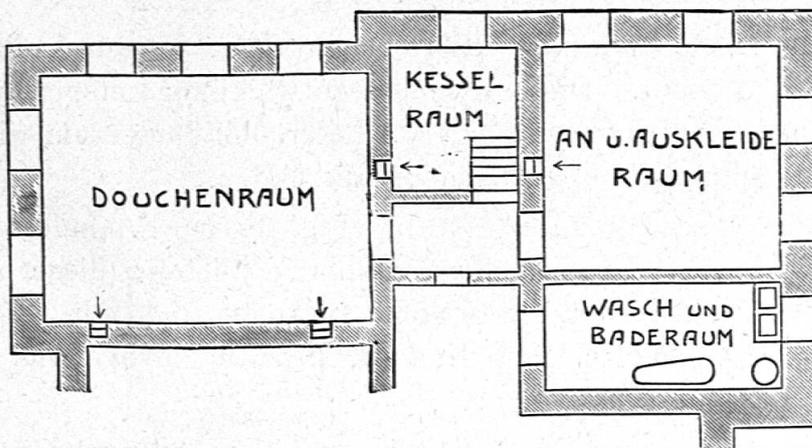 KESSEL
RAUM
AN U. AUSKLEIDE
RAUM
DOUCHENRAUM
WASCH UND
BADERAUM